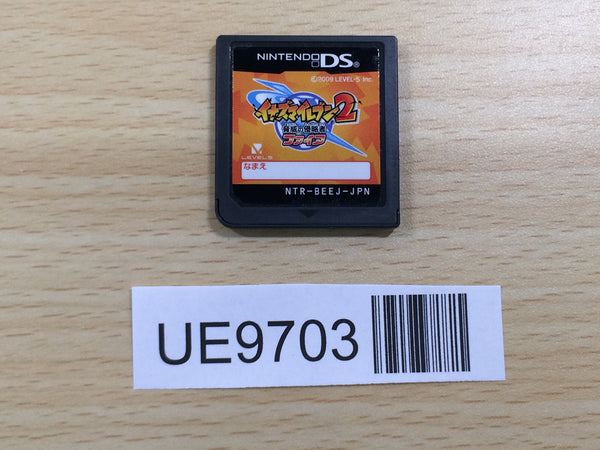 NINTENDO DS®
©2009 LEVEL-5 Inc.
イナズマイレブン2
脅威の侵略者
ファイア
LEVEL5
なまえ
NTR-BEEJ-JPN
UE9703